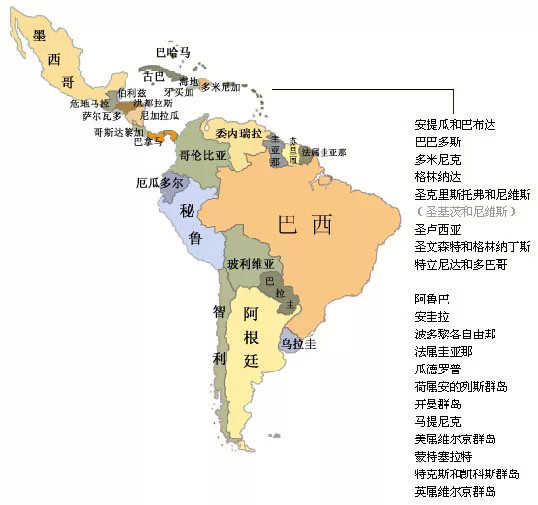 墨西哥
巴哈马
古巴
海地
牙买加
多米尼加
伯利兹
危地马拉
洪都拉斯
萨尔瓦多
尼加拉瓜
哥斯达黎加
巴拿马
委内瑞拉
圭亚那
苏里南
法属圭亚那
哥伦比亚
厄瓜多尔
秘鲁
巴西
玻利维亚
巴拉圭
智利
阿根廷
乌拉圭
安提瓜和巴布达
巴巴多斯
多米尼克
格林纳达
圣克里斯托弗和尼维斯
（圣基茨和尼维斯）
圣卢西亚
圣文森特和格林纳丁斯
特立尼达和多巴哥
阿鲁巴
安圭拉
波多黎各自由邦
法属圭亚那
瓜德罗普
荷属安的列斯群岛
开曼群岛
马提尼克
美属维尔京群岛
蒙特塞拉特
特克斯和凯科斯群岛
英属维尔京群岛